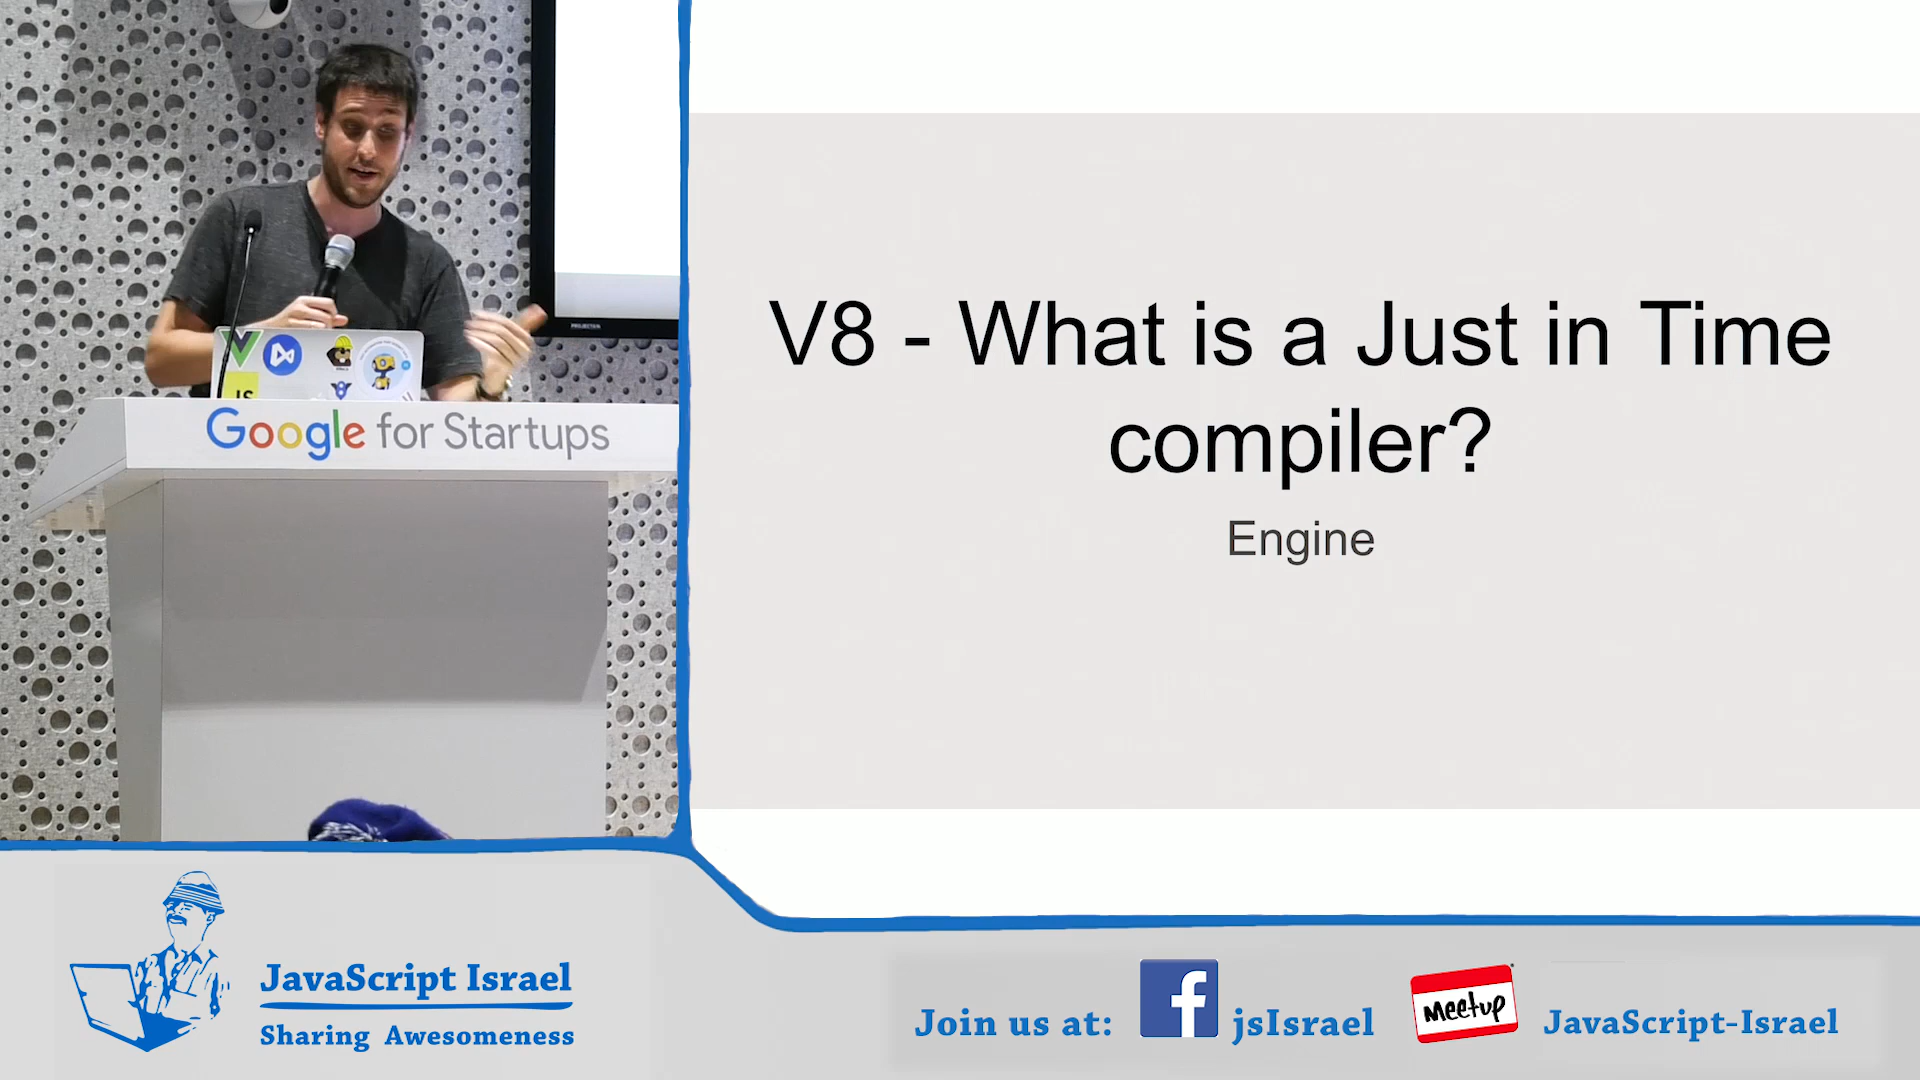 JS
Google for Startups
V8 - What is a Just in Time
compiler?
Engine
JavaScript Israel
Sharing Awesomeness
Join us at:
f
jsIsrael
Meetup
JavaScript-Israel